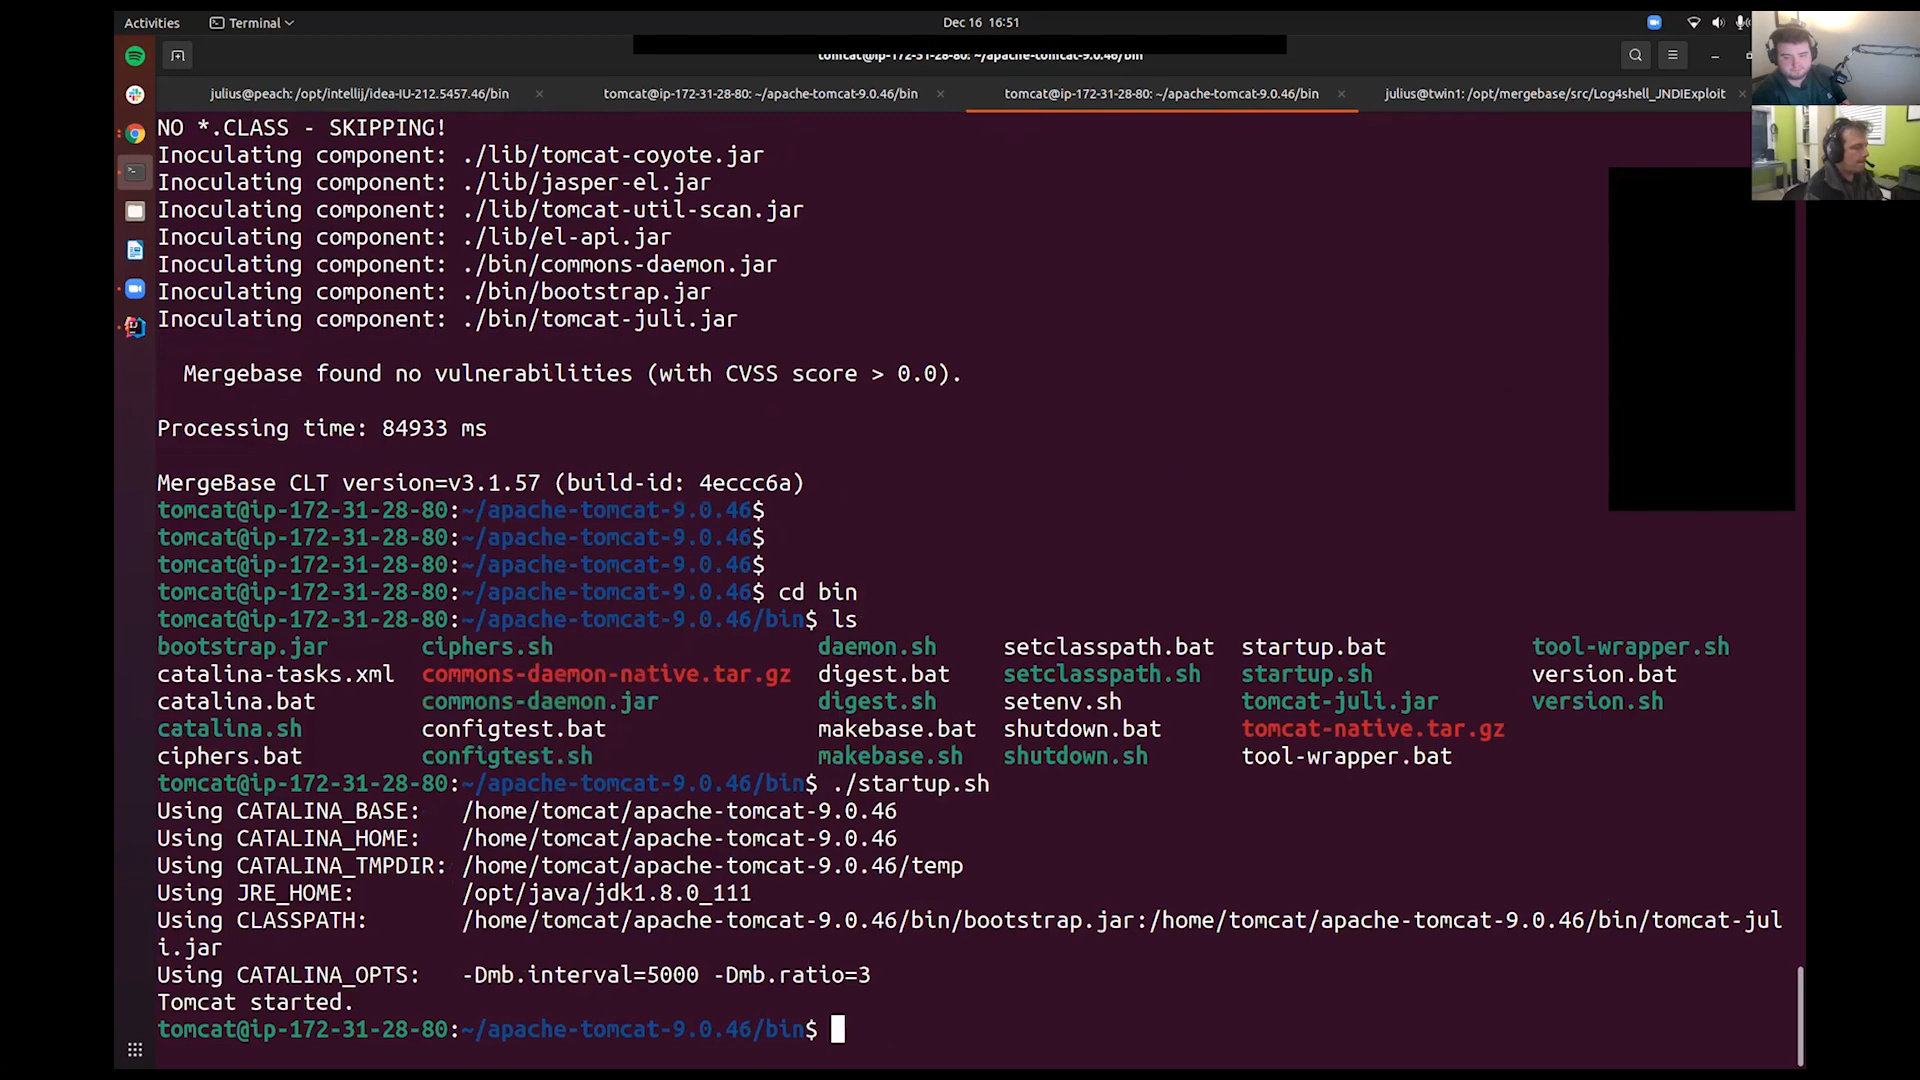 Activities Terminal Dec 16 16:51
tomcat@ip-172-31-28-80: ~/apache-tomcat-9.0.46/bin
julius@peach: /opt/intellij/idea-IU-212.5457.46/bin × tomcat@ip-172-31-28-80: ~/apache-tomcat-9.0.46/bin × tomcat@ip-172-31-28-80: ~/apache-tomcat-9.0.46/bin × julius@twin1: /opt/mergebase/src/Log4shell_JNDIExploit ×
NO *.CLASS - SKIPPING!
Inoculating component: ./lib/tomcat-coyote.jar
Inoculating component: ./lib/jasper-el.jar
Inoculating component: ./lib/tomcat-util-scan.jar
Inoculating component: ./lib/el-api.jar
Inoculating component: ./bin/commons-daemon.jar
Inoculating component: ./bin/bootstrap.jar
Inoculating component: ./bin/tomcat-juli.jar
Mergebase found no vulnerabilities (with CVSS score > 0.0).
Processing time: 84933 ms
MergeBase CLT version=v3.1.57 (build-id: 4eccc6a)
tomcat@ip-172-31-28-80:~/apache-tomcat-9.0.46$
tomcat@ip-172-31-28-80:~/apache-tomcat-9.0.46$
tomcat@ip-172-31-28-80:~/apache-tomcat-9.0.46$
tomcat@ip-172-31-28-80:~/apache-tomcat-9.0.46$ cd bin
tomcat@ip-172-31-28-80:~/apache-tomcat-9.0.46/bin$ ls
bootstrap.jar ciphers.sh daemon.sh setclasspath.bat startup.bat tool-wrapper.sh
catalina-tasks.xml commons-daemon-native.tar.gz digest.bat setclasspath.sh startup.sh version.bat
catalina.bat commons-daemon.jar digest.sh setenv.sh tomcat-juli.jar version.sh
catalina.sh configtest.bat makebase.bat shutdown.bat tomcat-native.tar.gz
ciphers.bat configtest.sh makebase.sh shutdown.sh tool-wrapper.bat
tomcat@ip-172-31-28-80:~/apache-tomcat-9.0.46/bin$ ./startup.sh
Using CATALINA_BASE: /home/tomcat/apache-tomcat-9.0.46
Using CATALINA_HOME: /home/tomcat/apache-tomcat-9.0.46
Using CATALINA_TMPDIR: /home/tomcat/apache-tomcat-9.0.46/temp
Using JRE_HOME: /opt/java/jdk1.8.0_111
Using CLASSPATH: /home/tomcat/apache-tomcat-9.0.46/bin/bootstrap.jar:/home/tomcat/apache-tomcat-9.0.46/bin/tomcat-jul
i.jar
Using CATALINA_OPTS: -Dmb.interval=5000 -Dmb.ratio=3
Tomcat started.
tomcat@ip-172-31-28-80:~/apache-tomcat-9.0.46/bin$